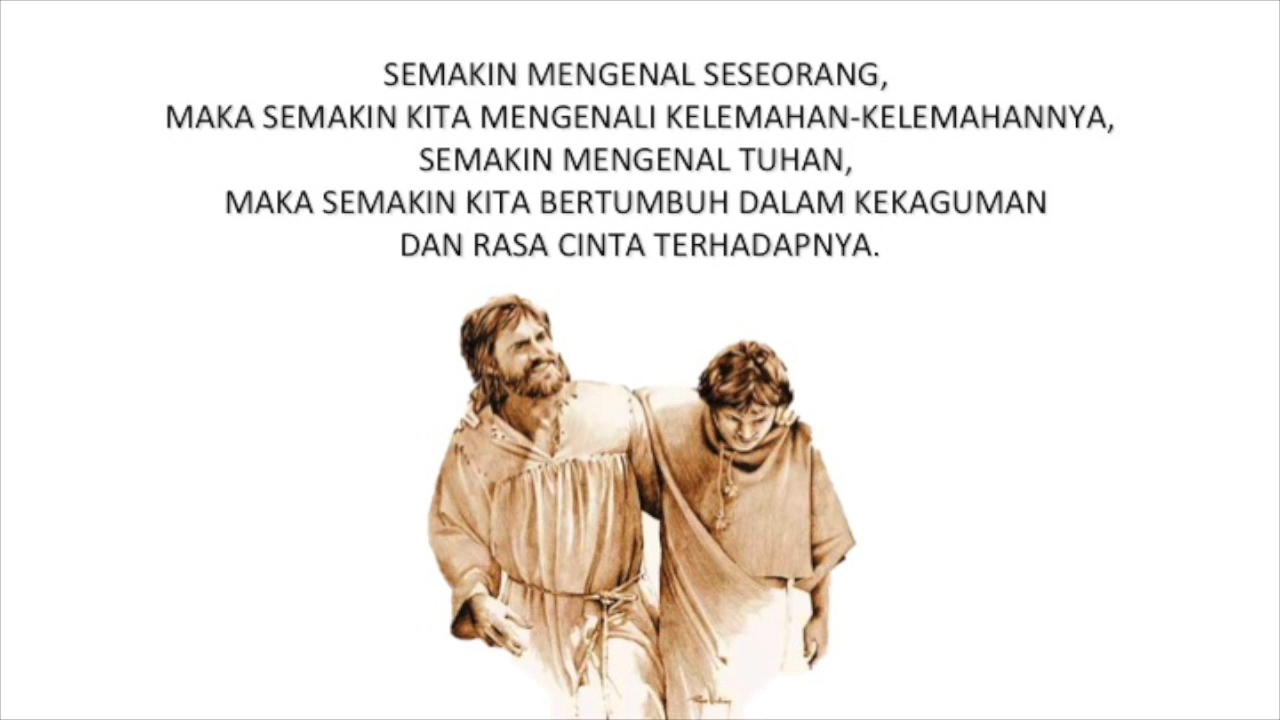 SEMAKIN MENGENAL SESEORANG,
MAKA SEMAKIN KITA MENGENALI KELEMAHAN-KELEMAHANNYA,
SEMAKIN MENGENAL TUHAN,
MAKA SEMAKIN KITA BERTUMBUH DALAM KEKAGUMAN
DAN RASA CINTA TERHADAPNYA.